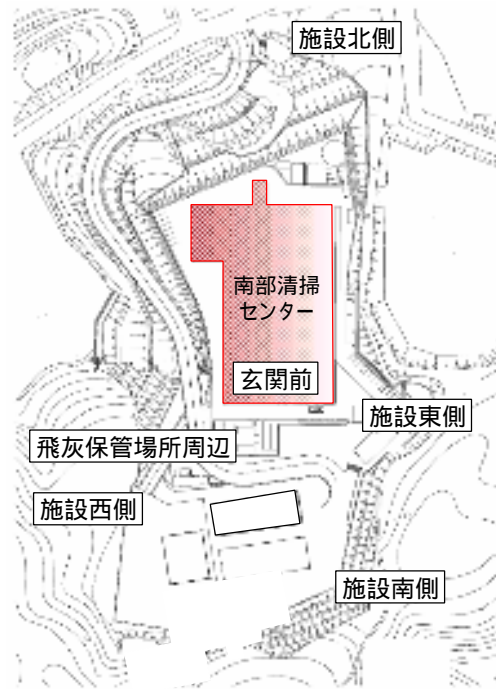 施設北側
南部清掃
センター
玄関前
施設東側
飛灰保管場所周辺
施設西側
施設南側